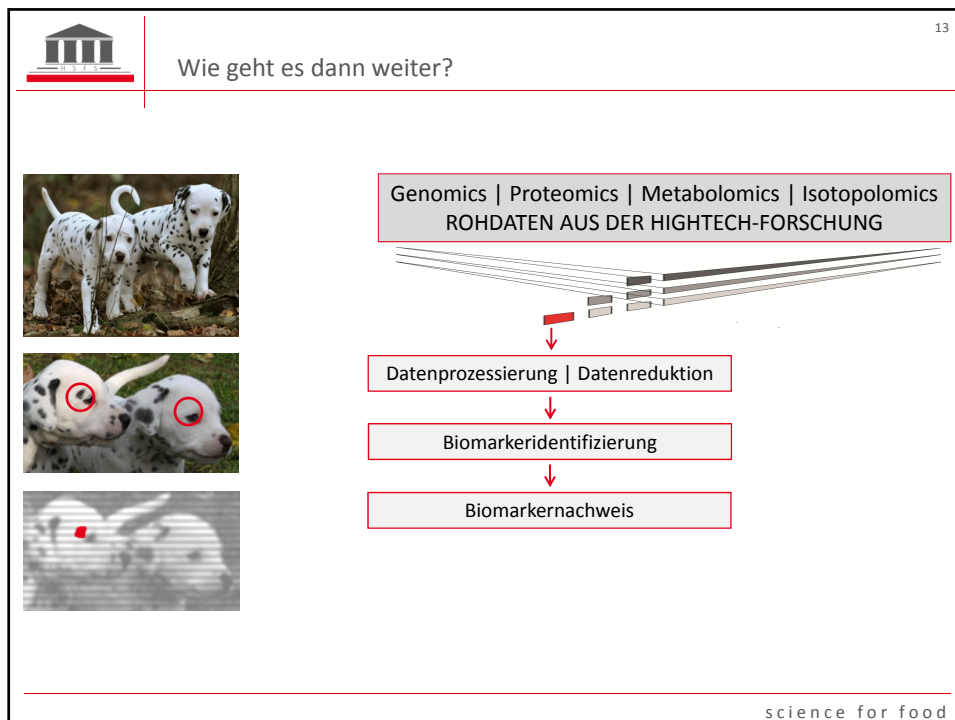 13
HSFS
Wie geht es dann weiter?
Genomics | Proteomics | Metabolomics | Isotopolomics
ROHDATEN AUS DER HIGHTECH-FORSCHUNG
Datenprozessierung | Datenreduktion
Biomarkeridentifizierung
Biomarkernachweis
science for food